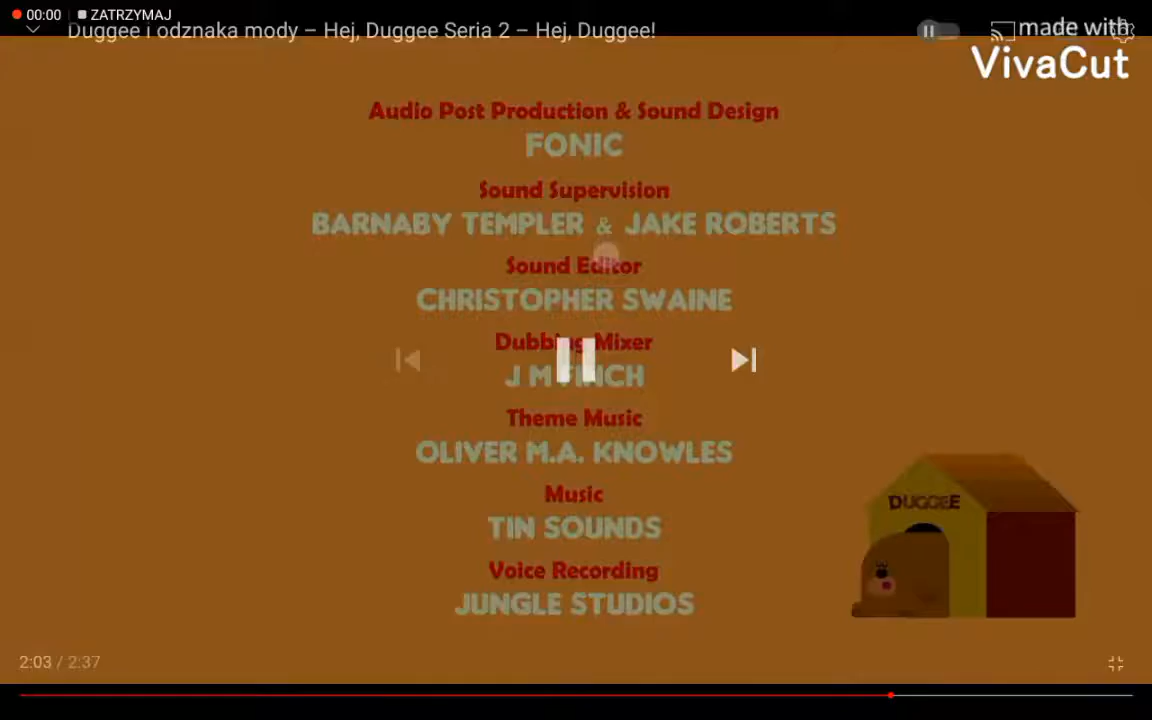 00:00 ZATRZYMAJ
Duggee i odznaka mody – Hej, Duggee Seria 2 – Hej, Duggee!
made with
VivaCut
Audio Post Production & Sound Design
FONIC
Sound Supervision
BARNABY TEMPLER & JAKE ROBERTS
Sound Editor
CHRISTOPHER SWAINE
Dubbing Mixer
J M FINCH
Theme Music
OLIVER M.A. KNOWLES
Music
TIN SOUNDS
DUGGEE
Voice Recording
JUNGLE STUDIOS
2:03 / 2:37